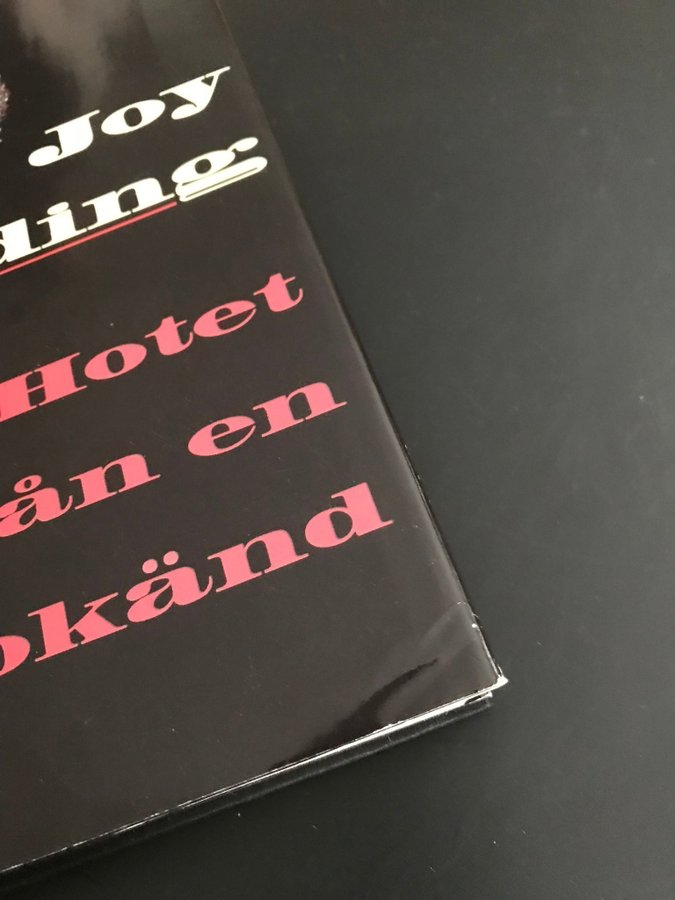 Joy
ding
Hotet
ån en
okänd